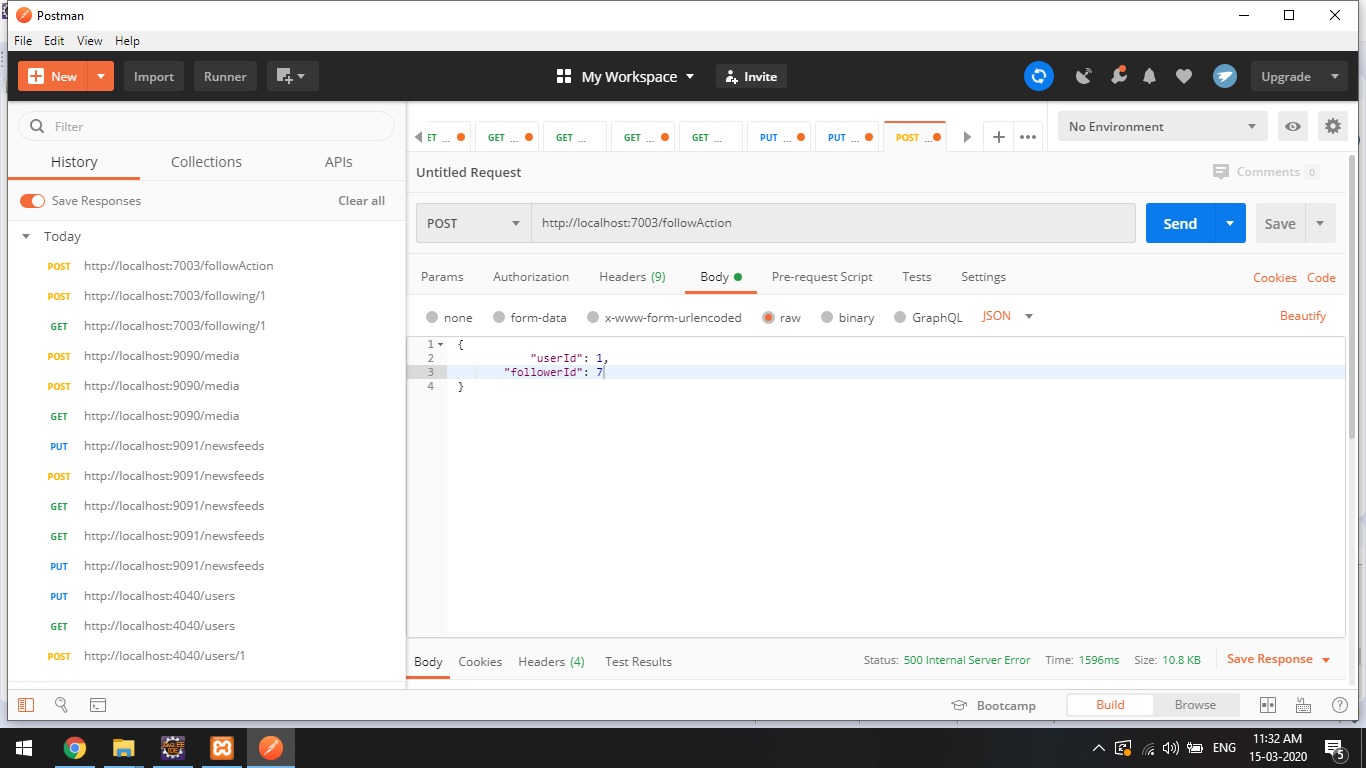 Postman
File Edit View Help
New Import Runner My Workspace Invite Upgrade
Filter
History Collections APIs
Save Responses Clear all
Today
POST http://localhost:7003/followAction
POST http://localhost:7003/following/1
GET http://localhost:7003/following/1
POST http://localhost:9090/media
POST http://localhost:9090/media
GET http://localhost:9090/media
PUT http://localhost:9091/newsfeeds
POST http://localhost:9091/newsfeeds
GET http://localhost:9091/newsfeeds
GET http://localhost:9091/newsfeeds
PUT http://localhost:9091/newsfeeds
PUT http://localhost:4040/users
GET http://localhost:4040/users
POST http://localhost:4040/users/1
ET ... GET ... GET ... GET ... GET ... PUT ... PUT ... POST ... No Environment
Untitled Request Comments 0
POST http://localhost:7003/followAction Send Save
Params Authorization Headers (9) Body Pre-request Script Tests Settings Cookies Code
none form-data x-www-form-urlencoded raw binary GraphQL JSON Beautify
1 {
2 "userId": 1,
3 "followerId": 7
4 }
Body Cookies Headers (4) Test Results Status: 500 Internal Server Error Time: 1596ms Size: 10.8 KB Save Response
Bootcamp Build Browse
ENG 11:32 AM
15-03-2020 5